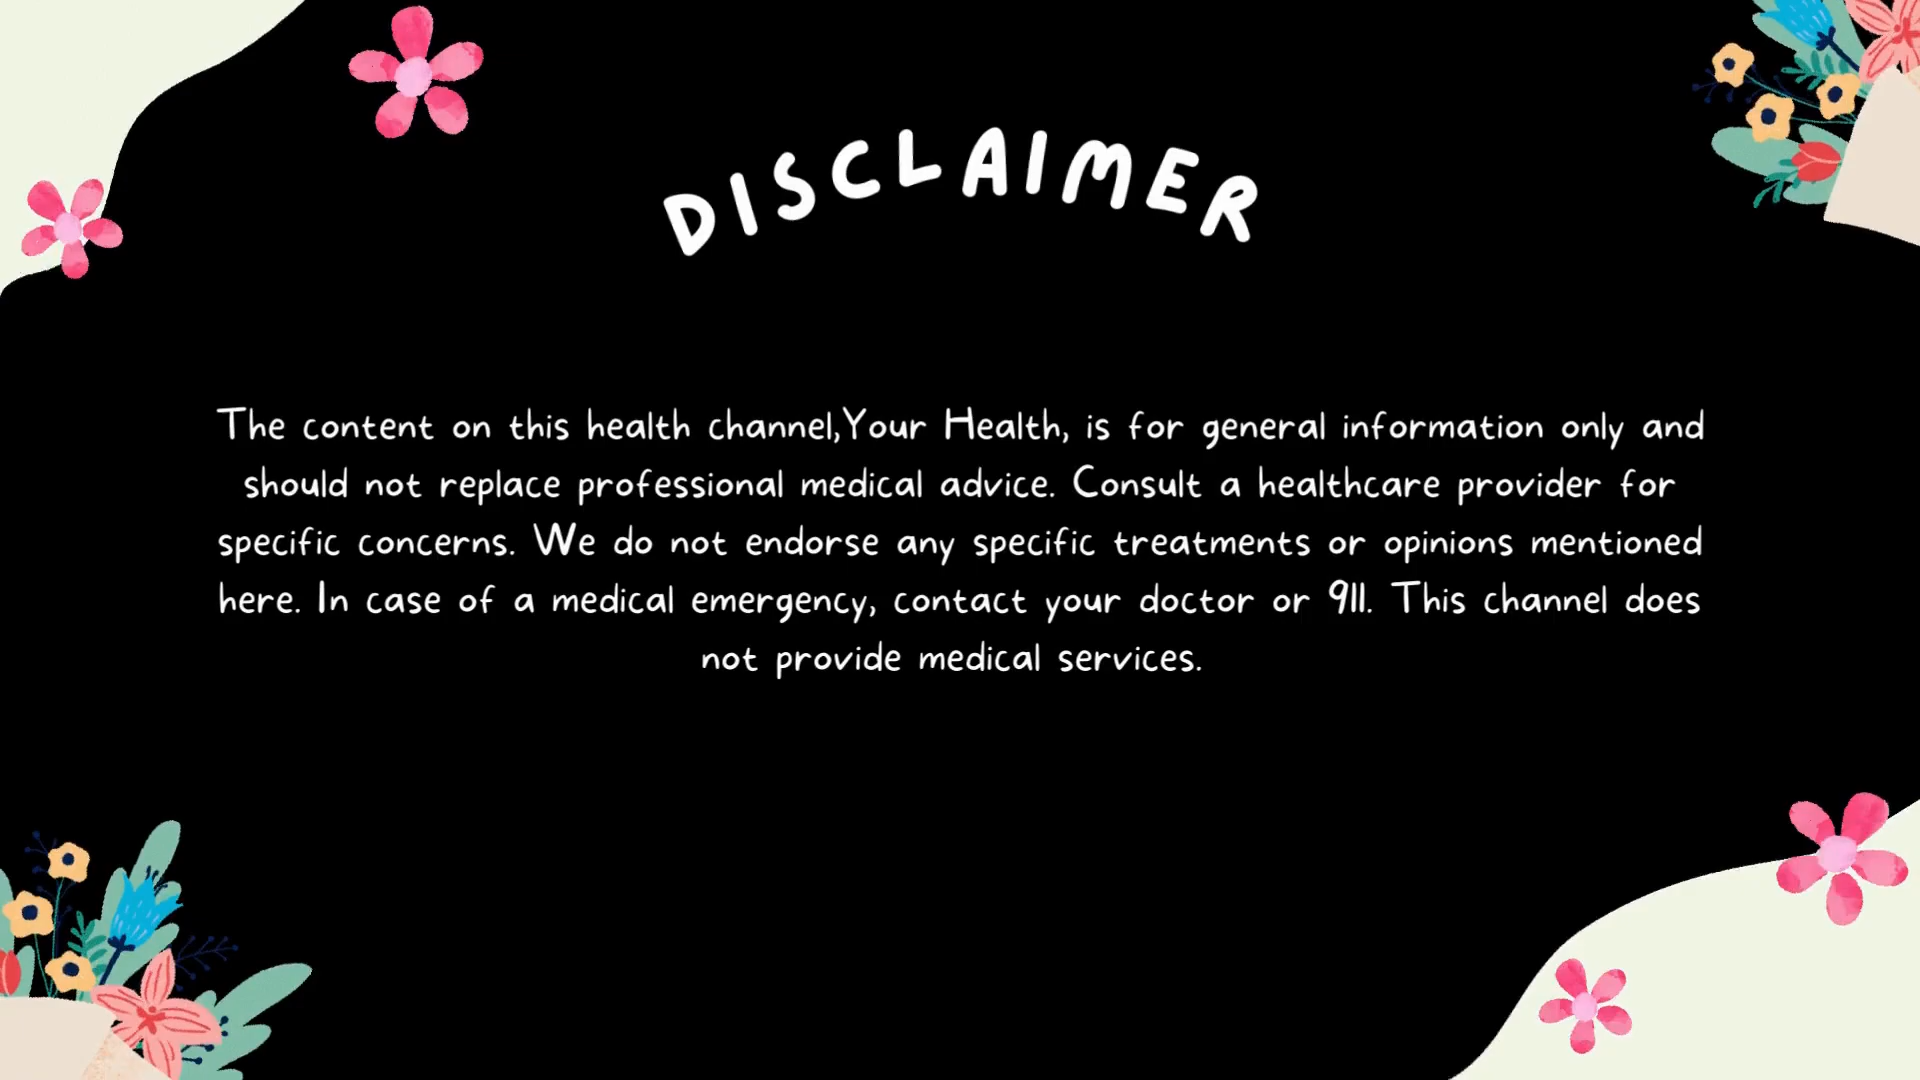 DISCLAIMER
The content on this health channel,Your Health, is for general information only and
should not replace professional medical advice. Consult a healthcare provider for
specific concerns. We do not endorse any specific treatments or opinions mentioned
here. In case of a medical emergency, contact your doctor or 911. This channel does
not provide medical services.